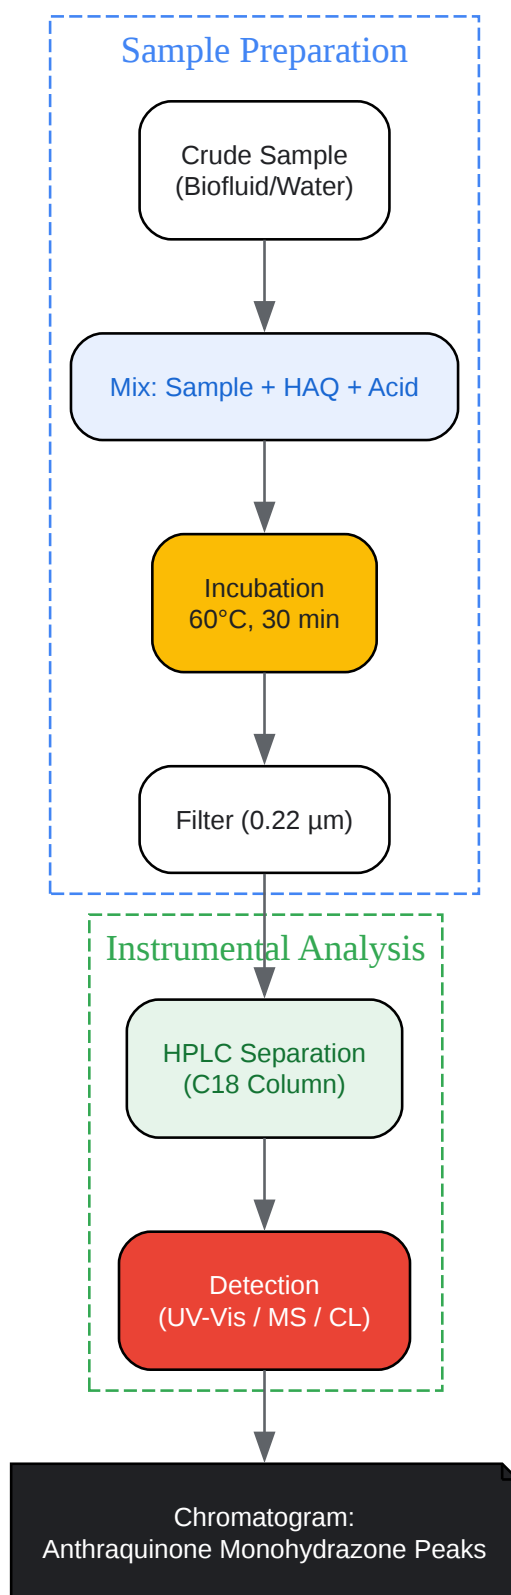 Sample Preparation
Crude Sample
(Biofluid/Water)
Mix: Sample + HAQ + Acid
Incubation
60°C, 30 min
Filter (0.22 µm)
Instrumental Analysis
HPLC Separation
(C18 Column)
Detection
(UV-Vis / MS / CL)
Chromatogram:
Anthraquinone Monohydrazone Peaks